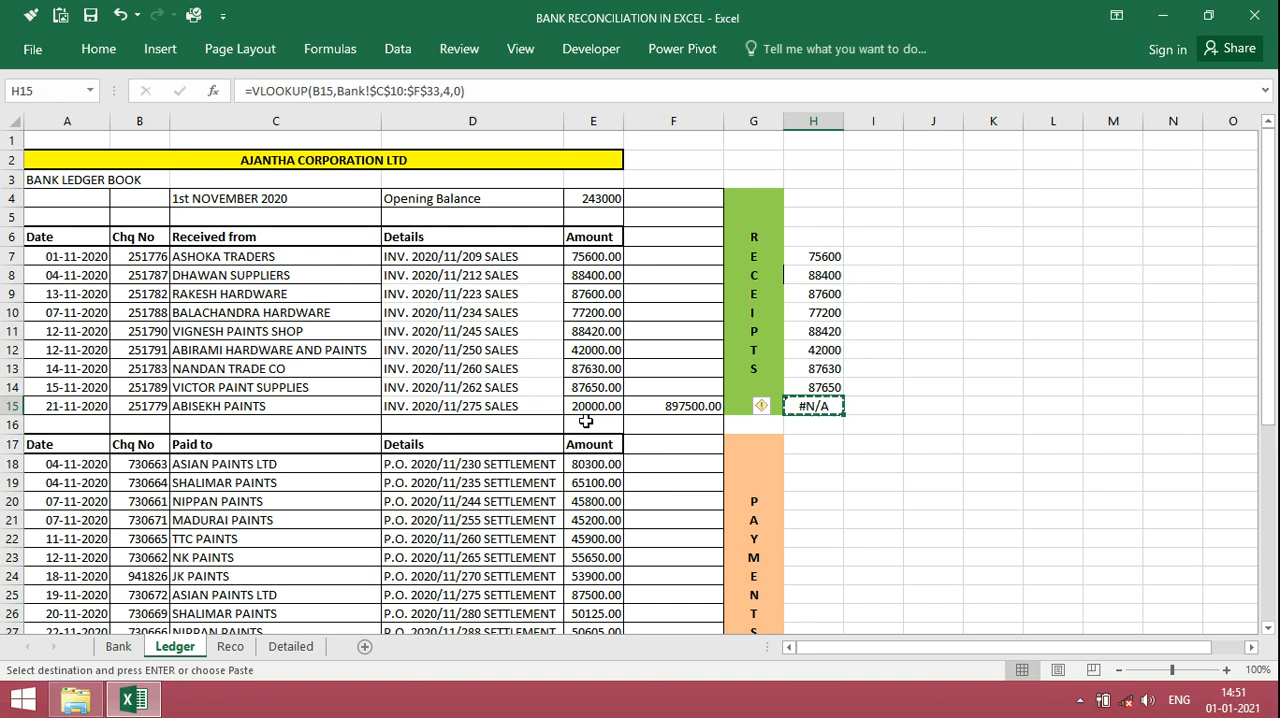 BANK RECONCILIATION IN EXCEL - Excel
File Home Insert Page Layout Formulas Data Review View Developer Power Pivot Tell me what you want to do... Sign in Share
H15 fx =VLOOKUP(B15,Bank!$C$10:$F$33,4,0)
A B C D E F G H I J K L M N O
1
2 AJANTHA CORPORATION LTD
3 BANK LEDGER BOOK
4 1st NOVEMBER 2020 Opening Balance 243000
5
6 Date Chq No Received from Details Amount R
7 01-11-2020 251776 ASHOKA TRADERS INV. 2020/11/209 SALES 75600.00 E 75600
8 04-11-2020 251787 DHAWAN SUPPLIERS INV. 2020/11/212 SALES 88400.00 C 88400
9 13-11-2020 251782 RAKESH HARDWARE INV. 2020/11/223 SALES 87600.00 E 87600
10 07-11-2020 251788 BALACHANDRA HARDWARE INV. 2020/11/234 SALES 77200.00 I 77200
11 12-11-2020 251790 VIGNESH PAINTS SHOP INV. 2020/11/245 SALES 88420.00 P 88420
12 12-11-2020 251791 ABIRAMI HARDWARE AND PAINTS INV. 2020/11/250 SALES 42000.00 T 42000
13 14-11-2020 251783 NANDAN TRADE CO INV. 2020/11/260 SALES 87630.00 S 87630
14 15-11-2020 251789 VICTOR PAINT SUPPLIES INV. 2020/11/262 SALES 87650.00 87650
15 21-11-2020 251779 ABISEKH PAINTS INV. 2020/11/275 SALES 20000.00 897500.00 #N/A
16
17 Date Chq No Paid to Details Amount
18 04-11-2020 730663 ASIAN PAINTS LTD P.O. 2020/11/230 SETTLEMENT 80300.00
19 04-11-2020 730664 SHALIMAR PAINTS P.O. 2020/11/235 SETTLEMENT 65100.00
20 07-11-2020 730661 NIPPAN PAINTS P.O. 2020/11/244 SETTLEMENT 45800.00 P
21 07-11-2020 730671 MADURAI PAINTS P.O. 2020/11/255 SETTLEMENT 45200.00 A
22 11-11-2020 730665 TTC PAINTS P.O. 2020/11/260 SETTLEMENT 45900.00 Y
23 12-11-2020 730662 NK PAINTS P.O. 2020/11/265 SETTLEMENT 55650.00 M
24 18-11-2020 941826 JK PAINTS P.O. 2020/11/270 SETTLEMENT 53900.00 E
25 19-11-2020 730672 ASIAN PAINTS LTD P.O. 2020/11/275 SETTLEMENT 87500.00 N
26 20-11-2020 730669 SHALIMAR PAINTS P.O. 2020/11/280 SETTLEMENT 50125.00 T
27 22-11-2020 730666 NIPPAN PAINTS P.O. 2020/11/288 SETTLEMENT 50605.00 S
Bank Ledger Reco Detailed
Select destination and press ENTER or choose Paste 100%
ENG 14:51
01-01-2021